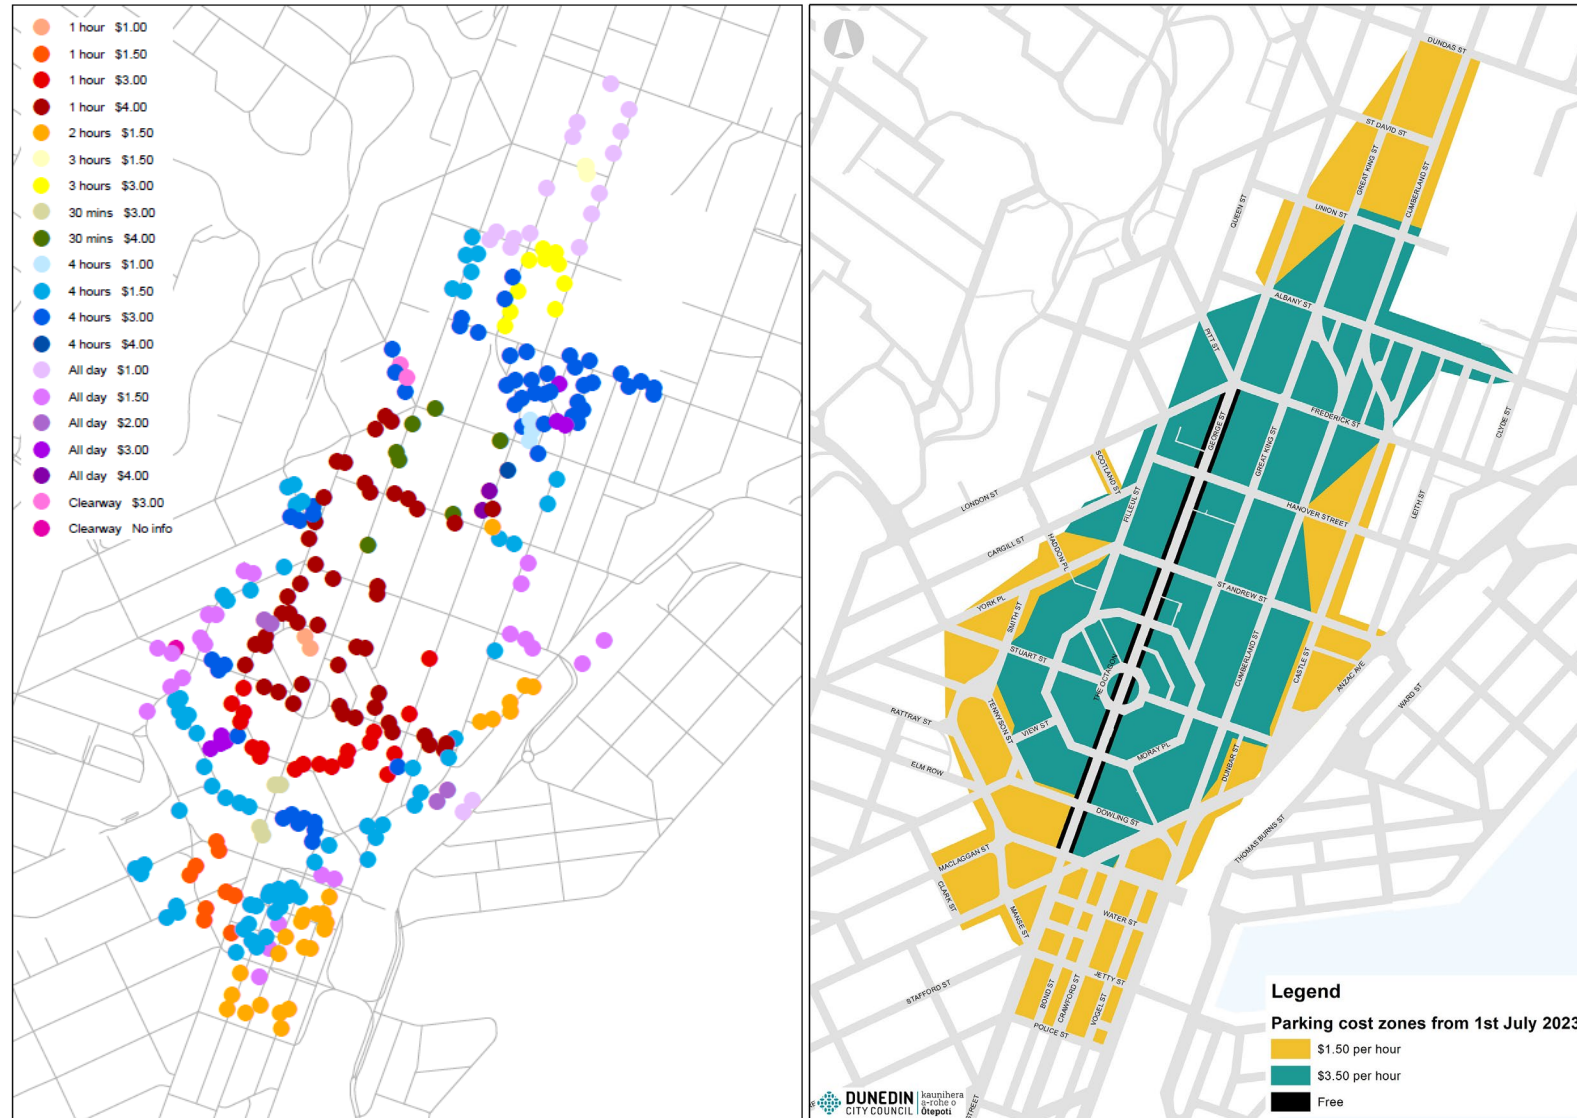 1 hour $1.00
1 hour $1.50
1 hour $3.00
1 hour $4.00
2 hours $1.50
3 hours $1.50
3 hours $3.00
30 mins $3.00
30 mins $4.00
4 hours $1.00
4 hours $1.50
4 hours $3.00
4 hours $4.00
All day $1.00
All day $1.50
All day $2.00
All day $3.00
All day $4.00
Clearway $3.00
Clearway No info
DUNDAS ST
ST DAVID ST
GREAT KING ST
CUMBERLAND ST
QUEEN ST
UNION ST
ALBANY ST
PITT ST
FREDERICK ST
CLYDE ST
GEORGE ST
GREAT KING ST
SCOTLAND ST
LONDON ST
FILLEUL ST
HANOVER STREET
LEITH ST
CARGILL ST
HADDON PL
ST ANDREW ST
YORK PL
SMITH ST
STUART ST
THE OCTAGON
CUMBERLAND ST
CASTLE ST
ANZAC AVE
WARD ST
RATTRAY ST
TENNYSON ST
VIEW ST
MORAY PL
DUNBAR ST
ELM ROW
DOWLING ST
THOMAS BURNS ST
MACLAGGAN ST
CLARK ST
MANSE ST
WATER ST
JETTY ST
STAFFORD ST
BOND ST
CRAWFORD ST
VOGEL ST
POLICE ST
STREET
Legend
Parking cost zones from 1st July 2023
$1.50 per hour
$3.50 per hour
Free
DUNEDIN
CITY COUNCIL
kaunihera
a-rohe o
Ōtepoti